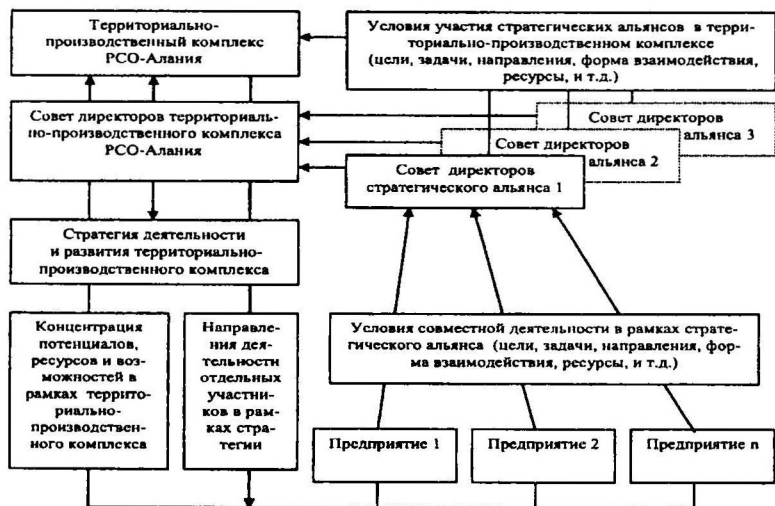 Территориально-
производственный комплекс
РСО-Алания
Условия участия стратегических альянсов в терри-
ториально-производственном комплексе
(цели, задачи, направления, форма взаимодействия,
ресурсы, и т.д.)
Совет директоров территориаль-
но-производственного комплекса
РСО-Алания
Совет директоров
альянса 3
Совет директоров
альянса 2
Совет директоров
стратегического альянса 1
Стратегия деятельности
и развития территориально-
производственного комплекса
Концентрация
потенциалов,
ресурсов и воз-
можностей в
рамках террито-
риально-
производствен-
ного комплекса
Направле-
ния дея-
тельности
отдельных
участни-
ков в рам-
ках стра-
тегии
Условия совместной деятельности в рамках страте-
гического альянса (цели, задачи, направления, фор-
ма взаимодействия, ресурсы, и т.д.)
Предприятие 1
Предприятие 2
Предприятие n